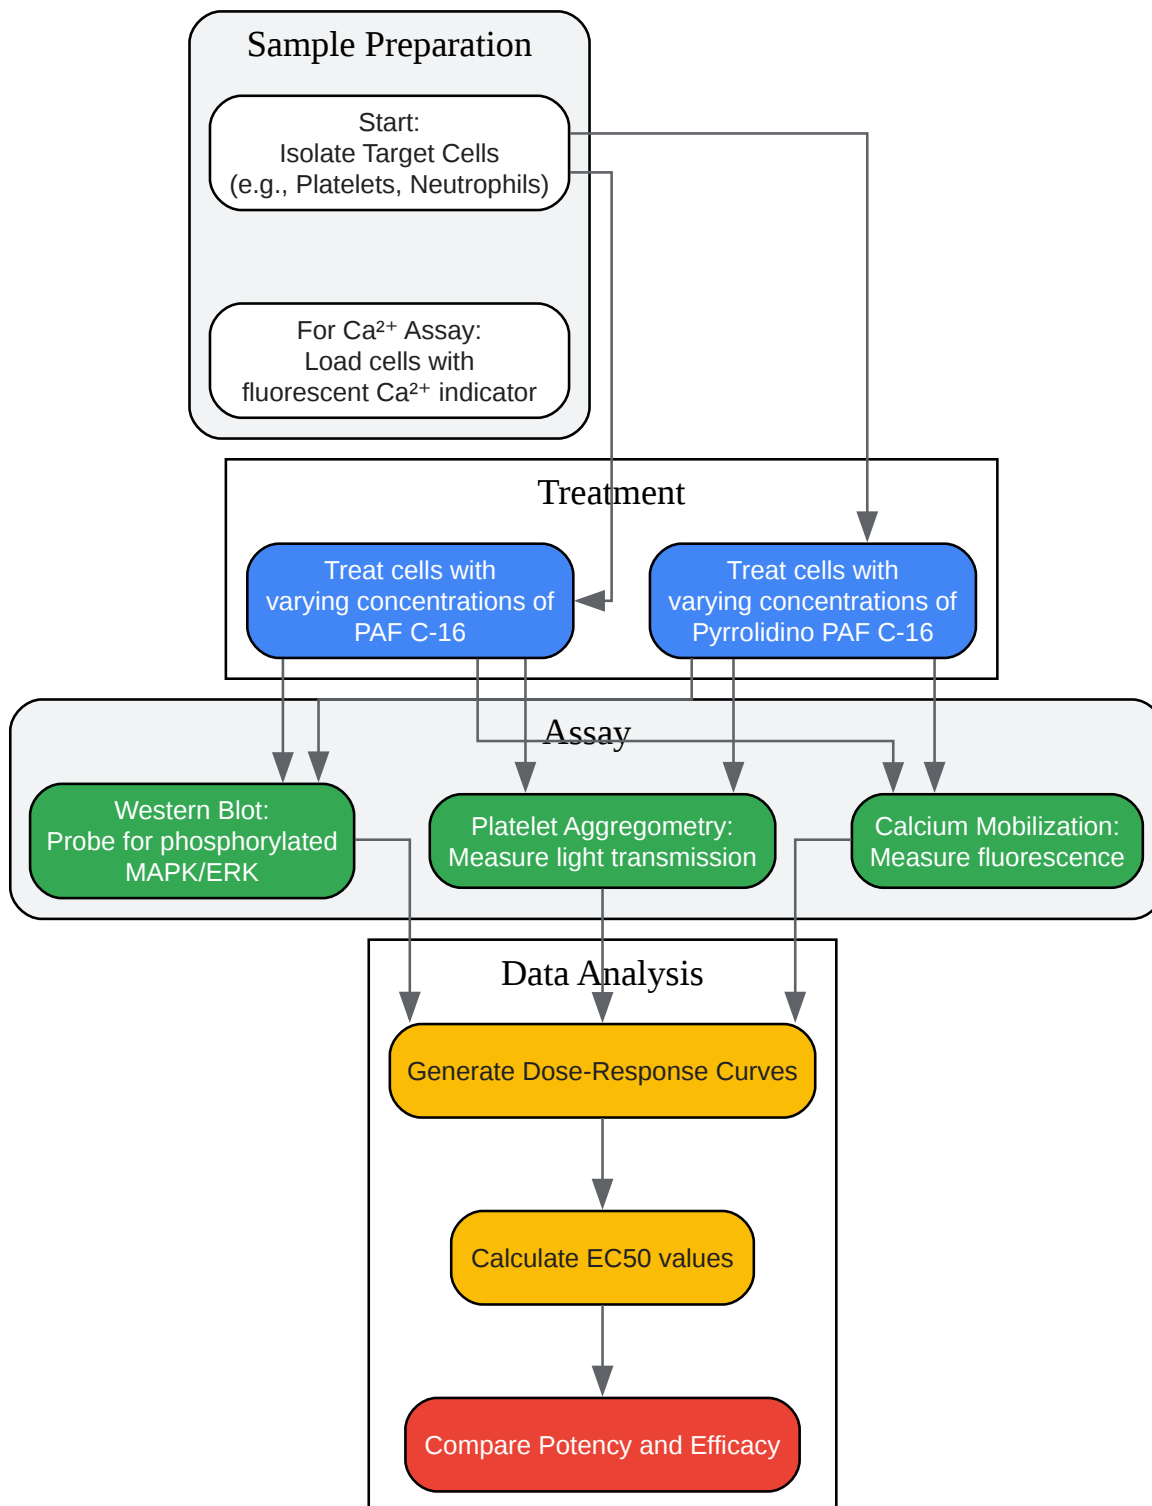 Sample Preparation
Start:
Isolate Target Cells
(e.g., Platelets, Neutrophils)
For Ca²⁺ Assay:
Load cells with
fluorescent Ca²⁺ indicator
Treatment
Treat cells with
varying concentrations of
PAF C-16
Treat cells with
varying concentrations of
Pyrrolidino PAF C-16
Assay
Western Blot:
Probe for phosphorylated
MAPK/ERK
Platelet Aggregometry:
Measure light transmission
Calcium Mobilization:
Measure fluorescence
Data Analysis
Generate Dose-Response Curves
Calculate EC50 values
Compare Potency and Efficacy